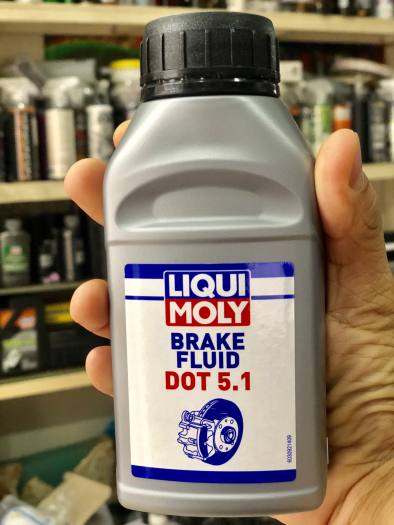 LIQUI
MOLY
BRAKE
FLUID
DOT 5.1